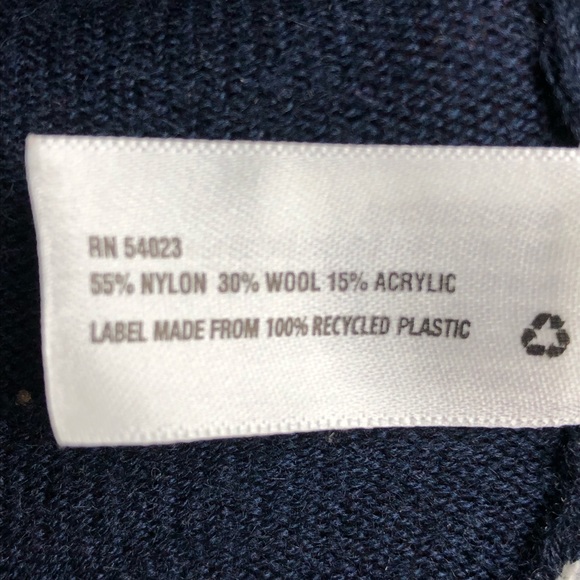 RN 54023
55% NYLON 30% WOOL 15% ACRYLIC
LABEL MADE FROM 100% RECYCLED PLASTIC